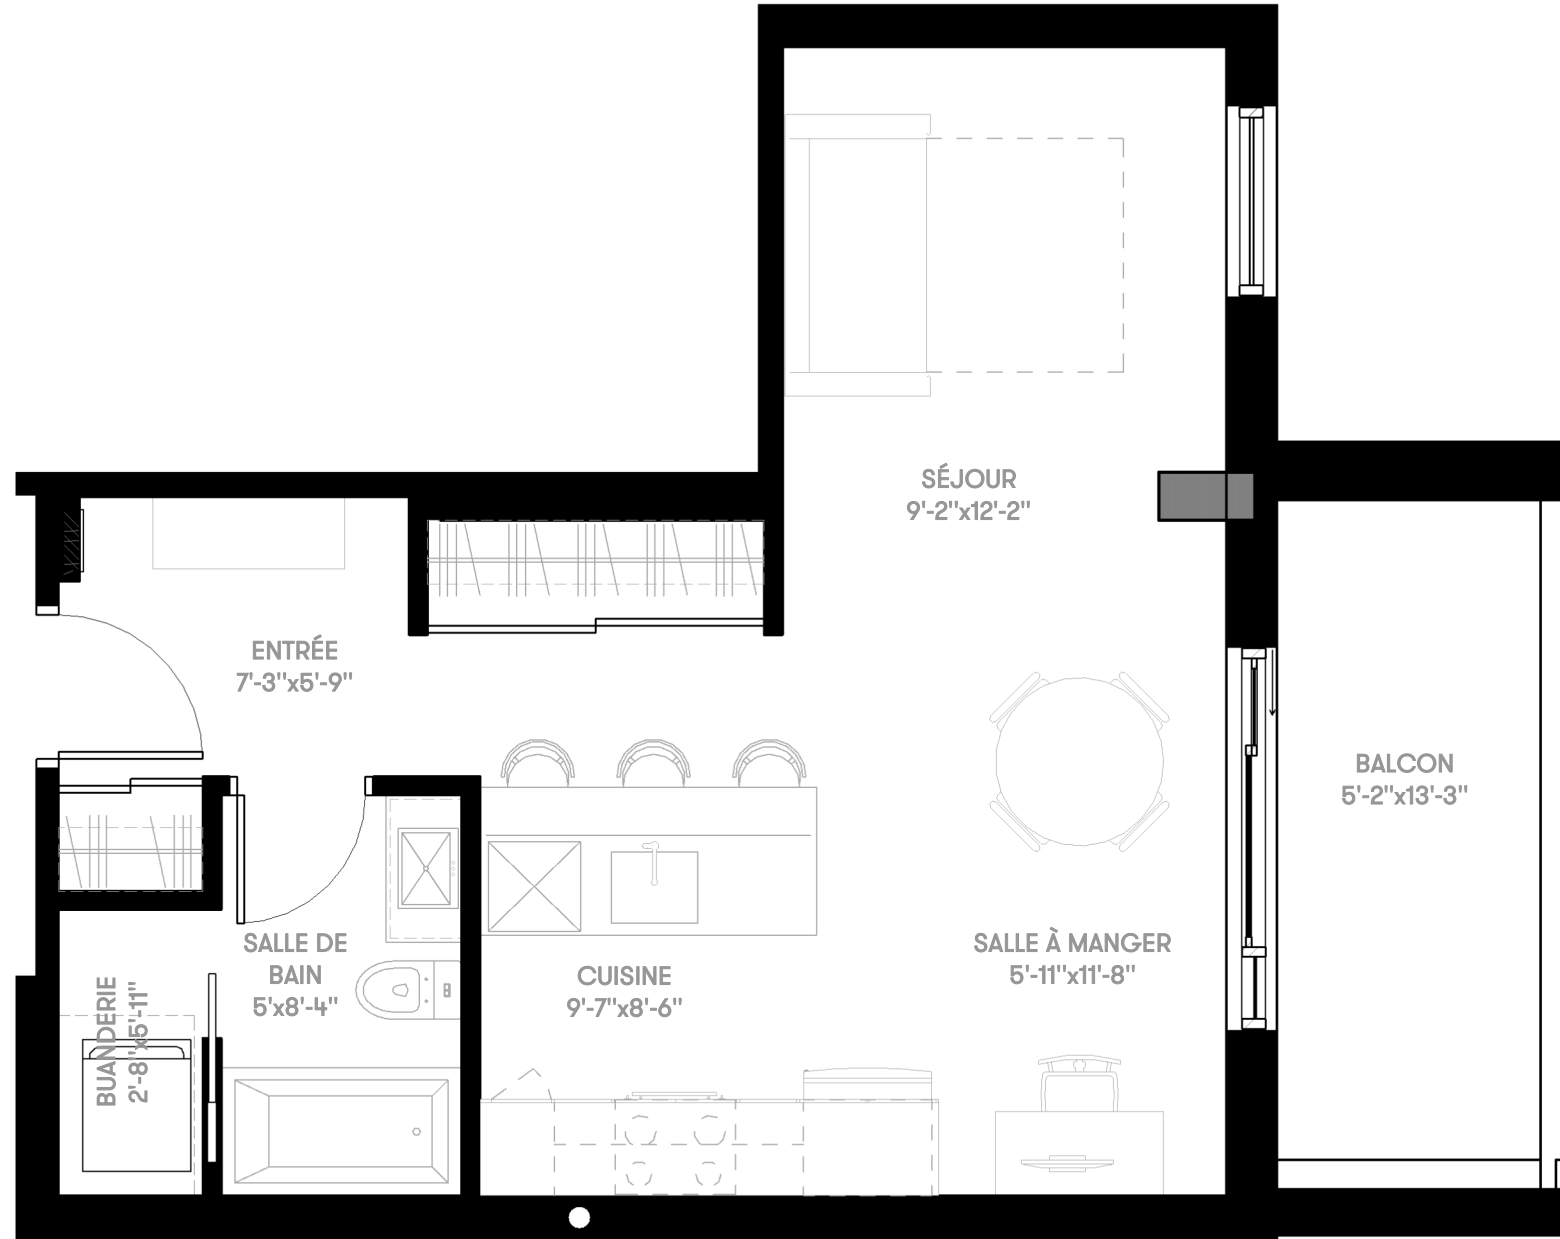 SÉJOUR
9'-2"x12'-2"
ENTRÉE
7'-3"x5'-9"
BALCON
5'-2"x13'-3"
SALLE DE
BAIN
5'x8'-4"
CUISINE
9'-7"x8'-6"
SALLE À MANGER
5'-11"x11'-8"
BUANDERIE
2'-8"x5'-11"